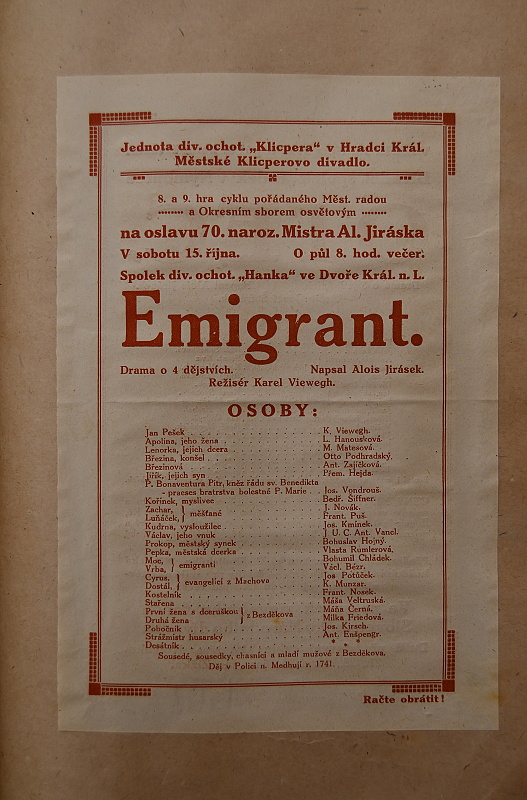 Jednota div. ochot. „Klicpera“ v Hradci Král.
Městské Klicperovo divadlo.
8. a 9. hra cyklu pořádaného Měst. radou
a Okresním sborem osvětovým
na oslavu 70. naroz. Mistra Al. Jiráska
V sobotu 15. října. O půl 8. hod. večer.
Spolek div. ochot. „Hanka“ ve Dvoře Král. n. L.
Emigrant.
Drama o 4 dějstvích. Napsal Alois Jirásek.
Režisér Karel Viewegh.
OSOBY:
Jan Pešek . . . K. Viewegh.
Apolina, jeho žena . . . L. Hanousková.
Lenorka, jejich dcera . . . M. Matesová.
Březina, konšel . . . Otto Podhradský.
Březinová . . . Ant. Zajíčková.
Jiřík, jejich syn . . . Přem. Hejda.
P. Bonaventura Pitr, kněz řádu sv. Benedikta
- praeses bratrstva bolestné P. Marie . . Jos. Vondrouš.
Kořínek, myslivec . . . Bedř. Siffner.
Zachar, } měšťané . . . J. Novák.
Luňáček, } . . . Frant. Puš.
Kudrna, vysloužilec . . . Jos. Kmínek.
Václav, jeho vnuk . . . J. U. C. Ant. Vancl.
Prokop, městský synek . . . Bohuslav Hojný.
Pepka, městská dcerka . . . Vlasta Rumlerová.
Moc, } emigranti . . . Bohumil Chládek.
Vrba, } . . . Václ. Bézr.
Cyrus, } evangelíci z Machova . . . Jos. Potůček.
Dostál, } . . . K. Munzar.
Kostelník . . . Frant. Nosek.
Stařena . . . Máša Veltruská.
První žena s dceruškou } z Bezděkova . . . Máňa Černá.
Druhá žena } . . . Milka Friedová.
Pobočník . . . Jos. Kirsch.
Strážmistr husarský . . . Ant. Enšpengr.
Desátník . . . * * *
Sousedé, sousedky, chasníci a mladí mužové z Bezděkova.
Děj v Polici n. Medhují r. 1741.
Račte obrátit!